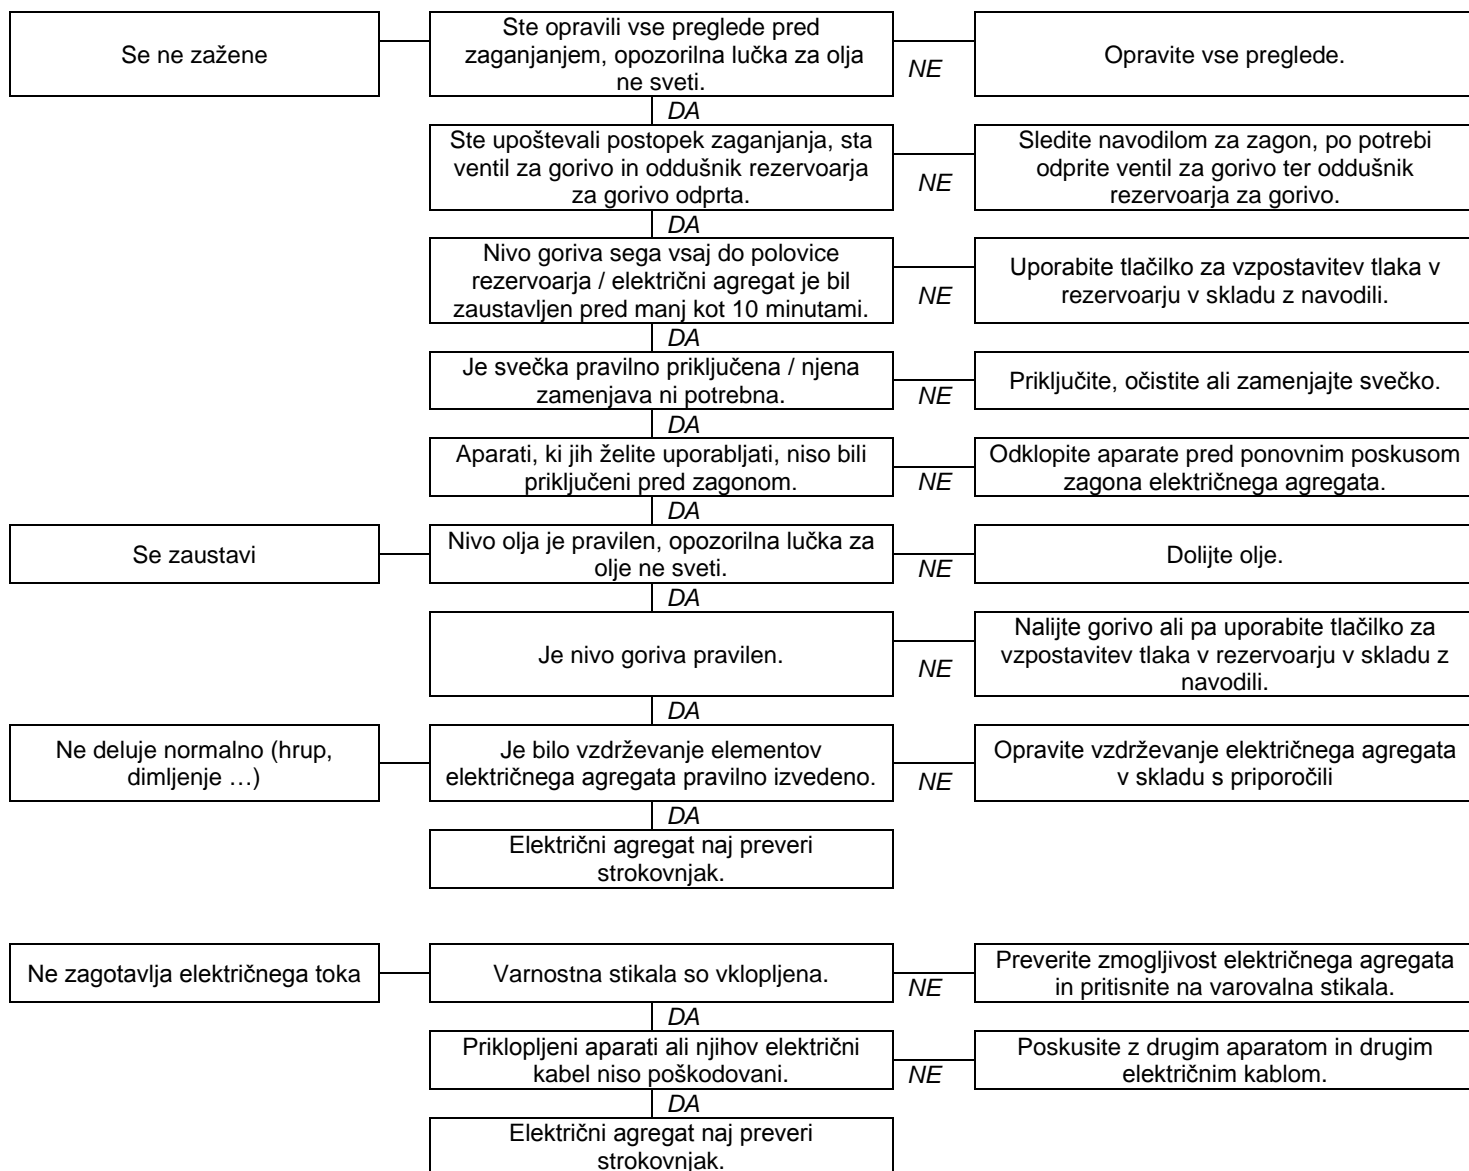 Se ne zažene
Ste opravili vse preglede pred
zaganjanjem, opozorilna lučka za olja
ne sveti.
NE
Opravite vse preglede.
DA
Ste upoštevali postopek zaganjanja, sta
ventil za gorivo in oddušnik rezervoarja
za gorivo odprta.
NE
Sledite navodilom za zagon, po potrebi
odprite ventil za gorivo ter oddušnik
rezervoarja za gorivo.
DA
Nivo goriva sega vsaj do polovice
rezervoarja / električni agregat je bil
zaustavljen pred manj kot 10 minutami.
NE
Uporabite tlačilko za vzpostavitev tlaka v
rezervoarju v skladu z navodili.
DA
Je svečka pravilno priključena / njena
zamenjava ni potrebna.
NE
Priključite, očistite ali zamenjajte svečko.
DA
Aparati, ki jih želite uporabljati, niso bili
priključeni pred zagonom.
NE
Odklopite aparate pred ponovnim poskusom
zagona električnega agregata.
DA
Se zaustavi
Nivo olja je pravilen, opozorilna lučka za
olje ne sveti.
NE
Dolijte olje.
DA
Je nivo goriva pravilen.
NE
Nalijte gorivo ali pa uporabite tlačilko za
vzpostavitev tlaka v rezervoarju v skladu z
navodili.
DA
Ne deluje normalno (hrup,
dimljenje …)
Je bilo vzdrževanje elementov
električnega agregata pravilno izvedeno.
NE
Opravite vzdrževanje električnega agregata
v skladu s priporočili
DA
Električni agregat naj preveri
strokovnjak.
Ne zagotavlja električnega toka
Varnostna stikala so vklopljena.
NE
Preverite zmogljivost električnega agregata
in pritisnite na varovalna stikala.
DA
Priklopljeni aparati ali njihov električni
kabel niso poškodovani.
NE
Poskusite z drugim aparatom in drugim
električnim kablom.
DA
Električni agregat naj preveri
strokovnjak.